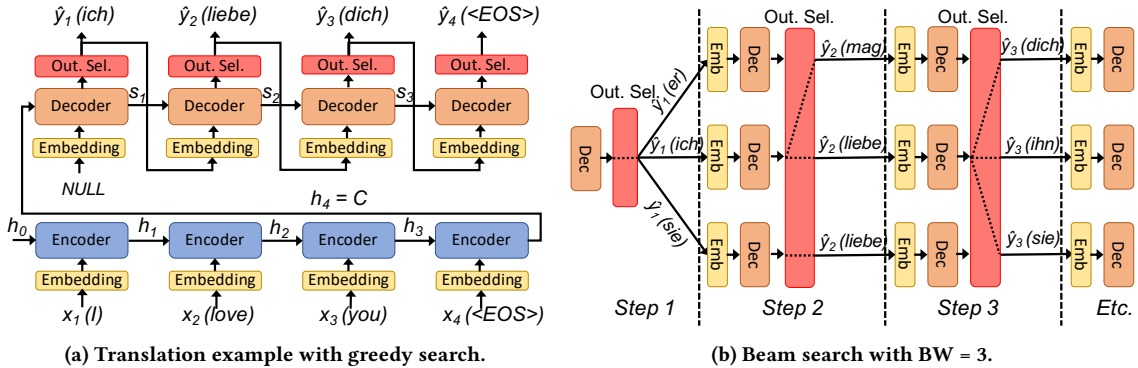 ŷ1 (ich) ŷ2 (liebe) ŷ3 (dich) ŷ4 (<EOS>)
Out. Sel. Out. Sel. Out. Sel. Out. Sel.
Decoder s1 Decoder s2 Decoder s3 Decoder
Embedding Embedding Embedding Embedding
NULL
h4 = C
h0 Encoder h1 Encoder h2 Encoder h3 Encoder
Embedding Embedding Embedding Embedding
x1 (I) x2 (love) x3 (you) x4 (<EOS>)
(a) Translation example with greedy search.
Out. Sel. Out. Sel.
Emb Dec ŷ2 (mag) Emb Dec ŷ3 (dich) Emb Dec
Out. Sel. ŷ1 (er)
Dec ŷ1 (ich) Emb Dec ŷ2 (liebe) Emb Dec ŷ3 (ihn) Emb Dec
ŷ1 (sie) Emb Dec ŷ2 (liebe) Emb Dec ŷ3 (sie) Emb Dec
Step 1 Step 2 Step 3 Etc.
(b) Beam search with BW = 3.